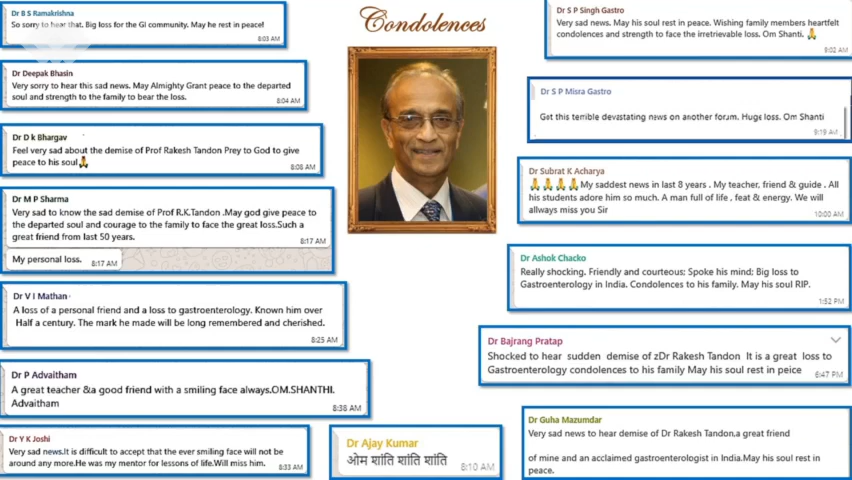 Condolences
Dr B S Ramakrishna
So sorry to hear that. Big loss for the GI community. May he rest in peace!
8:03 AM
Dr Deepak Bhasin
Very sorry to hear this sad news. May Almighty Grant peace to the departed
soul and strength to the family to bear the loss.
8:04 AM
Dr D k Bhargav
Feel very sad about the demise of Prof Rakesh Tandon Prey to God to give
peace to his soul🙏
8:08 AM
Dr M P Sharma
Very sad to know the sad demise of Prof R.K.Tandon .May god give peace to
the departed soul and courage to the family to face the great loss.Such a
great friend from last 50 years.
8:17 AM
My personal loss.
8:17 AM
Dr V I Mathan
A loss of a personal friend and a loss to gastroenterology. Known him over
Half a century. The mark he made will be long remembered and cherished.
8:25 AM
Dr P Advaitham
A great teacher &a good friend with a smiling face always.OM.SHANTHI.
Advaitham
8:38 AM
Dr Y K Joshi
Very sad news.It is difficult to accept that the ever smiling face will not be
around any more.He was my mentor for lessons of life.Will miss him.
8:33 AM
Dr Ajay Kumar
ओम शांति शांति शांति
8:10 AM
Dr S P Singh Gastro
Very sad news. May his soul rest in peace. Wishing family members heartfelt
condolences and strength to face the irretrievable loss. Om Shanti. 🙏
9:02 AM
Dr S P Misra Gastro
Got this terrible devastating news on another forum. Huge loss. Om Shanti
9:19 AM
Dr Subrat K Acharya
🙏🙏🙏🙏My saddest news in last 8 years . My teacher, friend & guide . All
his students adore him so much. A man full of life , feat & energy. We will
allways miss you Sir
10:00 AM
Dr Ashok Chacko
Really shocking. Friendly and courteous; Spoke his mind; Big loss to
Gastroenterology in India. Condolences to his family. May his soul RIP.
1:52 PM
Dr Bajrang Pratap
Shocked to hear sudden demise of zDr Rakesh Tandon It is a great loss to
Gastroenterology condolences to his family May his soul rest in peice
6:47 PM
Dr Guha Mazumdar
Very sad news to hear demise of Dr Rakesh Tandon,a great friend
of mine and an acclaimed gastroenterologist in India.May his soul rest in
peace.